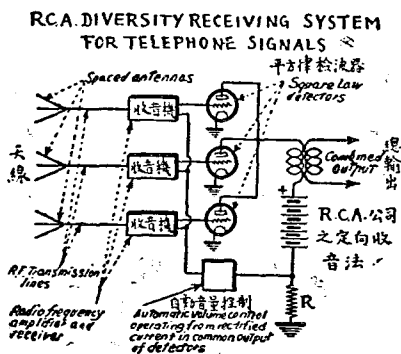 R.C.A. DIVERSITY RECEIVING SYSTEM
FOR TELEPHONE SIGNALS
平方律檢波器
Spaced antennas
Square Law
detectors
收音機
天線
收音機
總輸出
Combined
OUTPUT
+
收音機
R.C.A.公司
之定向收
音法
R.F. Transmission
lines
自動音量控制
R
Radio frequency
amplifier and
receiver
Automatic volume control
operating from rectified
current in common output
of detectors